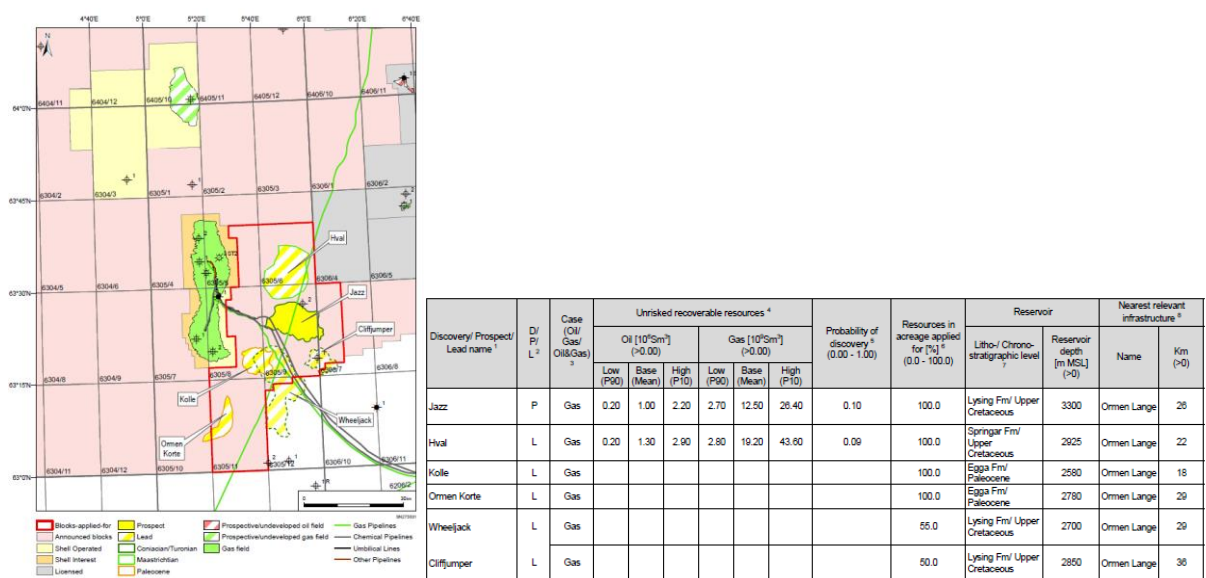 4°40'E 5°0'E 5°20'E 5°40'E 6°0'E 6°20'E 6°40'E
N
64°0'N
6404/11 6404/12 6405/10 6405/11 6405/12 6406/10 6406/11
6304/2 6304/3 6305/1 6305/2 6305/3 6306/1 6306/2
63°45'N
Hval
6304/5 6304/6 6305/4 6305/5 6305/6 6306/4 6306/5
63°30'N
Jazz
Cliffjumper
6304/8 6304/9 6305/7 6305/8 6305/9 6306/7
63°15'N
Kolle
Wheeljack
Ormen
Korte
6304/11 6304/12 6305/10 6305/11 6305/12 6306/10 6306/11
63°0'N
Blocks-applied-for
Announced blocks
Shell Operated
Shell Interest
Licensed
Prospect
Lead
Coniacian/Turonian
Maastrichtian
Paleocene
Prospective/undeveloped oil field
Prospective/undeveloped gas field
Gas field
Gas Pipelines
Chemical Pipelines
Umbilical Lines
Other Pipelines
Discovery/ Prospect/
Lead name 1
D/
P/
L 2
Case
(Oil/
Gas/
Oil&Gas)
3
Unrisked recoverable resources 4
Oil [10⁶Sm³]
(>0.00)
Gas [10⁹Sm³]
(>0.00)
Low
(P90)
Base
(Mean)
High
(P10)
Low
(P90)
Base
(Mean)
High
(P10)
Probability of
discovery 5
(0.00 - 1.00)
Resources in
acreage applied
for [%] 6
(0.0 - 100.0)
Reservoir
Litho-/ Chrono-
stratigraphic level
7
Reservoir
depth
[m MSL]
(>0)
Nearest relevant
infrastructure 8
Name
Km
(>0)
Jazz P Gas 0.20 1.00 2.20 2.70 12.50 26.40 0.10 100.0 Lysing Fm/ Upper
Cretaceous 3300 Ormen Lange 26
Hval L Gas 0.20 1.30 2.90 2.80 19.20 43.60 0.09 100.0 Springar Fm/
Upper
Cretaceous 2925 Ormen Lange 22
Kolle L Gas 100.0 Egga Fm/
Paleocene 2580 Ormen Lange 18
Ormen Korte L Gas 100.0 Egga Fm/
Paleocene 2780 Ormen Lange 29
Wheeljack L Gas 55.0 Lysing Fm/ Upper
Cretaceous 2700 Ormen Lange 29
Cliffjumper L Gas 50.0 Lysing Fm/ Upper
Cretaceous 2850 Ormen Lange 36